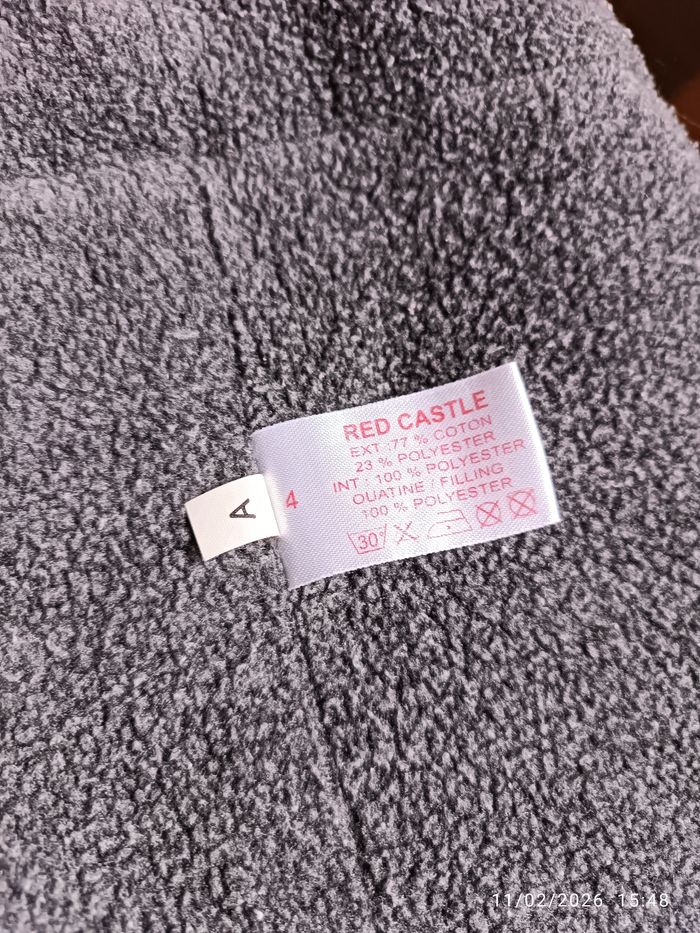 RED CASTLE
EXT :77 % COTON
23 % POLYESTER
INT : 100 % POLYESTER
OUATINE / FILLING
100 % POLYESTER
30°
4
A
11/02/2026 15:48